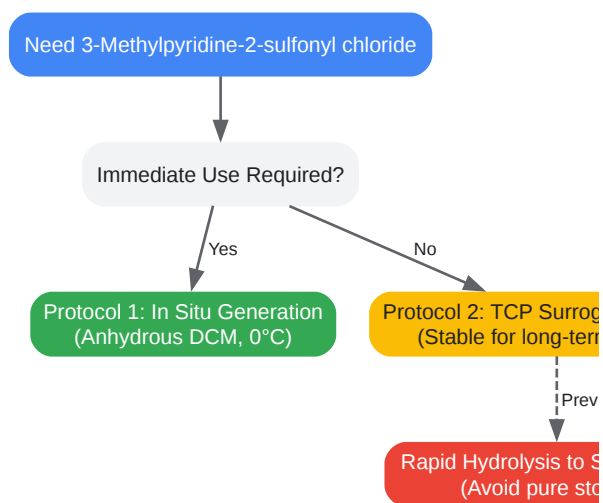 Need 3-Methylpyridine-2-sulfonyl chloride
Immediate Use Required?
Yes
No
Protocol 1: In Situ Generation
(Anhydrous DCM, 0°C)
Protocol 2: TCP
(Stable for
Rapid Hydrolysis to
(Avoid pure